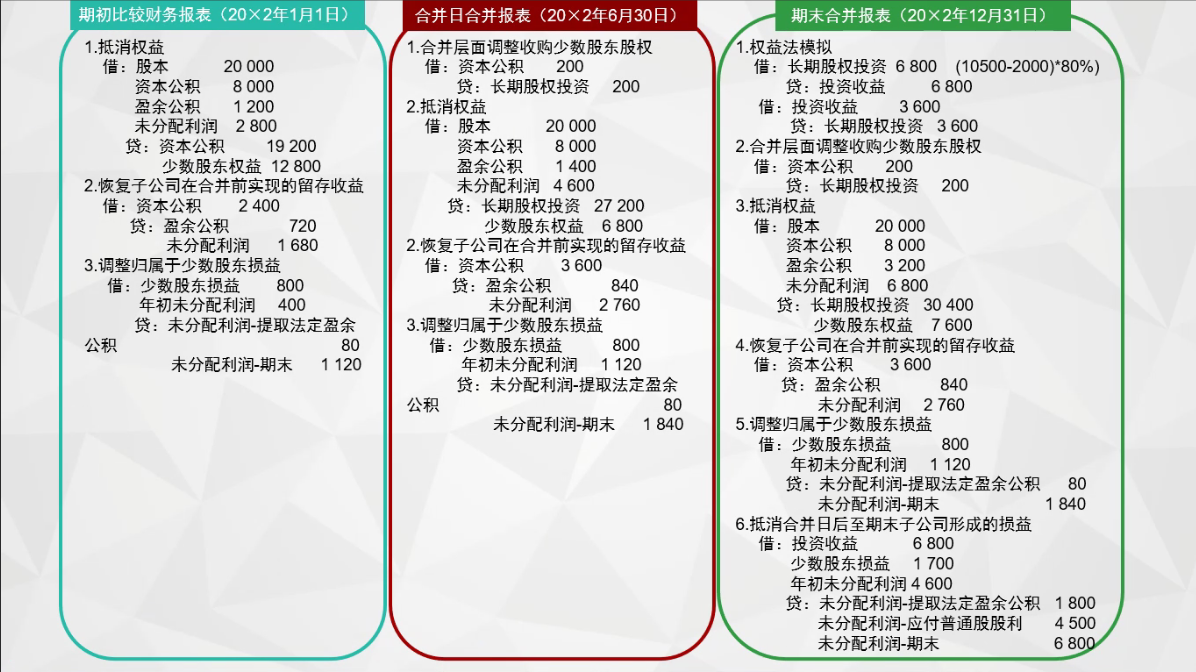 期初比较财务报表（20×2年1月1日）
1.抵消权益
借：股本 20 000
资本公积 8 000
盈余公积 1 200
未分配利润 2 800
贷：资本公积 19 200
少数股东权益 12 800
2.恢复子公司在合并前实现的留存收益
借：资本公积 2 400
贷：盈余公积 720
未分配利润 1 680
3.调整归属于少数股东损益
借：少数股东损益 800
年初未分配利润 400
贷：未分配利润-提取法定盈余
公积 80
未分配利润-期末 1 120
合并日合并报表（20×2年6月30日）
1.合并层面调整收购少数股东股权
借：资本公积 200
贷：长期股权投资 200
2.抵消权益
借：股本 20 000
资本公积 8 000
盈余公积 1 400
未分配利润 4 600
贷：长期股权投资 27 200
少数股东权益 6 800
2.恢复子公司在合并前实现的留存收益
借：资本公积 3 600
贷：盈余公积 840
未分配利润 2 760
3.调整归属于少数股东损益
借：少数股东损益 800
年初未分配利润 1 120
贷：未分配利润-提取法定盈余
公积 80
未分配利润-期末 1 840
期末合并报表（20×2年12月31日）
1.权益法模拟
借：长期股权投资 6 800 (10500-2000)*80%)
贷：投资收益 6 800
借：投资收益 3 600
贷：长期股权投资 3 600
2.合并层面调整收购少数股东股权
借：资本公积 200
贷：长期股权投资 200
3.抵消权益
借：股本 20 000
资本公积 8 000
盈余公积 3 200
未分配利润 6 800
贷：长期股权投资 30 400
少数股东权益 7 600
4.恢复子公司在合并前实现的留存收益
借：资本公积 3 600
贷：盈余公积 840
未分配利润 2 760
5.调整归属于少数股东损益
借：少数股东损益 800
年初未分配利润 1 120
贷：未分配利润-提取法定盈余公积 80
未分配利润-期末 1 840
6.抵消合并日后至期末子公司形成的损益
借：投资收益 6 800
少数股东损益 1 700
年初未分配利润 4 600
贷：未分配利润-提取法定盈余公积 1 800
未分配利润-应付普通股股利 4 500
未分配利润-期末 6 800